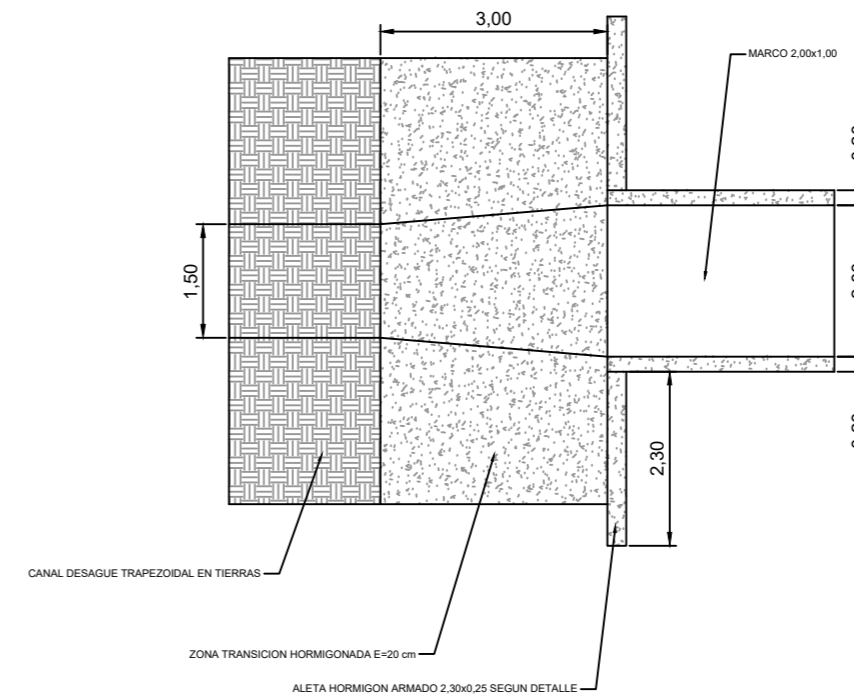 3,00
MARCO 2,00x1,00
1,50
2,30
CANAL DESAGUE TRAPEZOIDAL EN TIERRAS
ZONA TRANSICION HORMIGONADA E=20 cm
ALETA HORMIGON ARMADO 2,30x0,25 SEGUN DETALLE